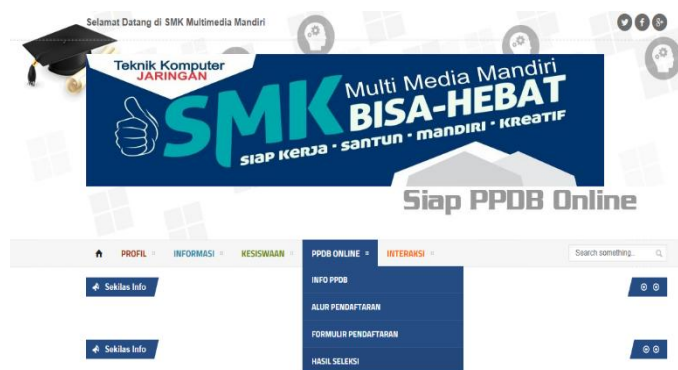 Selamat Datang di SMK Multimedia Mandiri
Teknik Komputer
JARINGAN
SMK
Multi Media Mandiri
BISA-HEBAT
SIAP KERJA · SANTUN · MANDIRI · KREATIF
Siap PPDB Online
PROFIL
INFORMASI
KESISWAAN
PPDB ONLINE
INTERAKSI
Search something..
INFO PPDB
ALUR PENDAFTARAN
FORMULIR PENDAFTARAN
HASIL SELEKSI
Sekilas Info
Sekilas Info